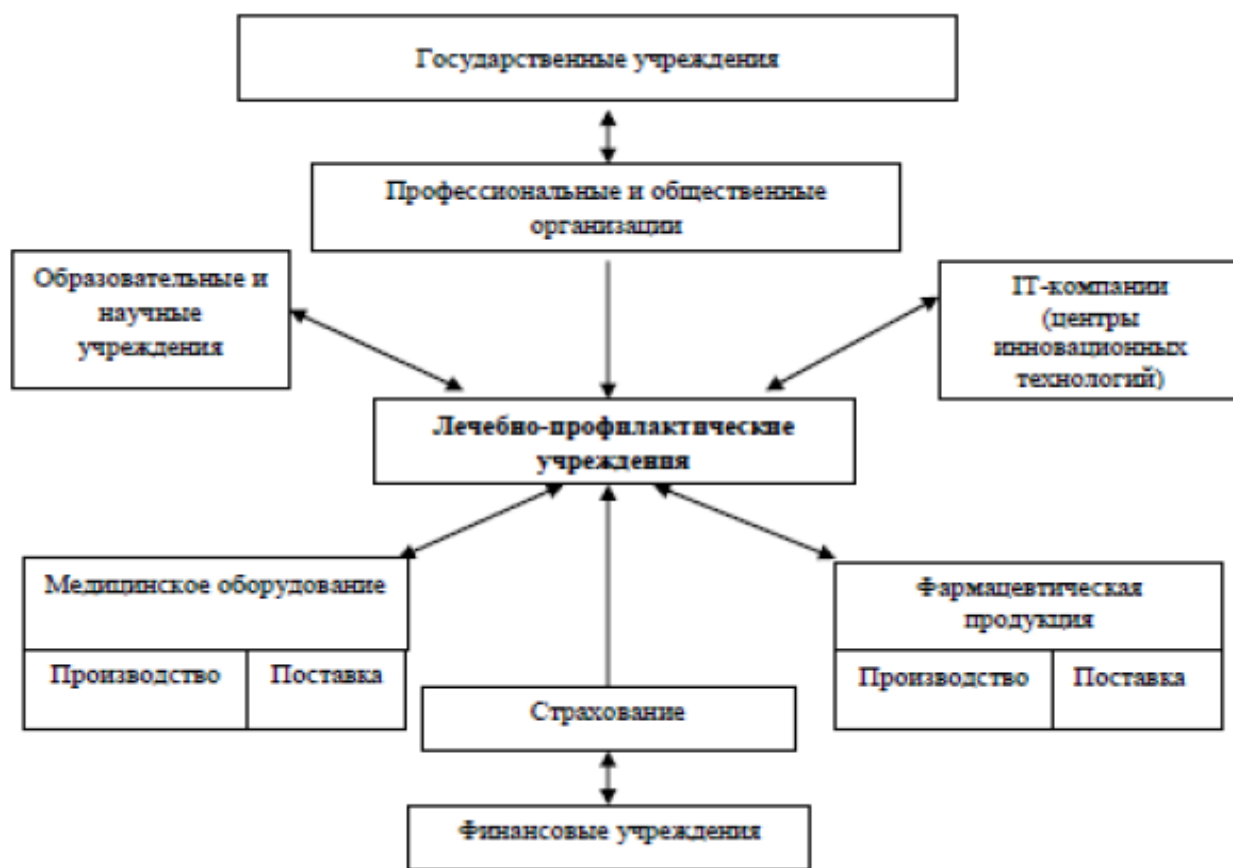 Государственные учреждения
Профессиональные и общественные
организации
Образовательные и
научные
учреждения
IT-компании
(центры
инновационных
технологий)
Лечебно-профилактические
учреждения
Медицинское оборудование
Производство
Поставка
Фармацевтическая
продукция
Производство
Поставка
Страхование
Финансовые учреждения